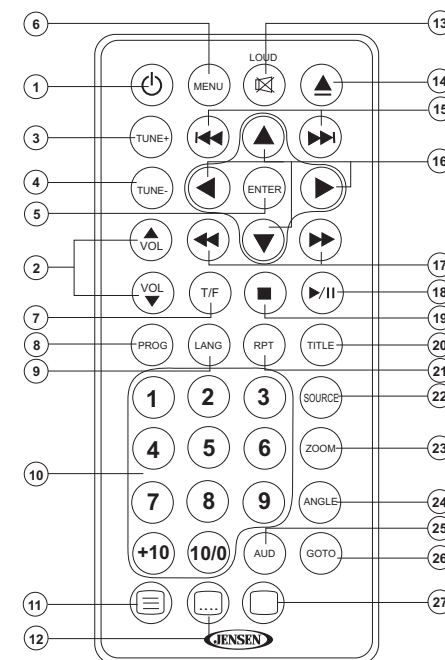 6
13
LOUD
1
MENU
14
15
3
TUNE+
16
4
TUNE-
ENTER
5
2
VOL
17
VOL
T/F
18
7
19
8
PROG
LANG
RPT
TITLE
20
9
21
1
2
3
SOURCE
22
4
5
6
ZOOM
23
10
7
8
9
ANGLE
24
25
+10
10/0
AUD
GOTO
26
11
27
12
JENSEN